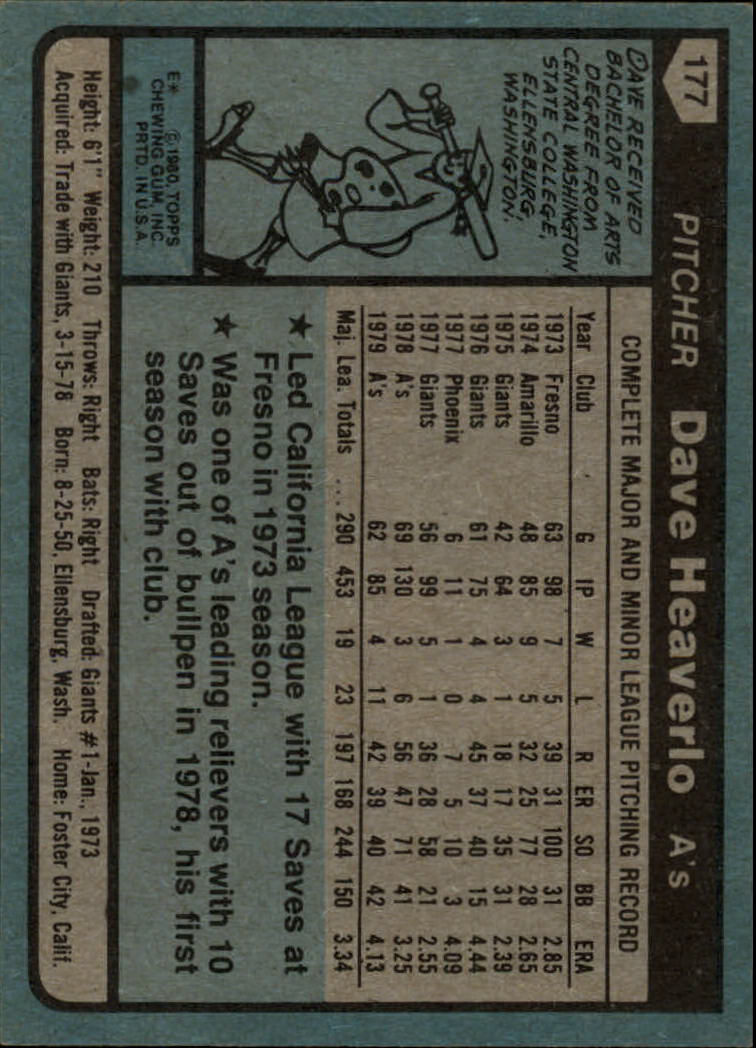 177
PITCHER Dave Heaverlo A's
DAVE RECEIVED
BACHELOR OF ARTS
DEGREE FROM
CENTRAL WASHINGTON
STATE COLLEGE,
ELLENSBURG,
WASHINGTON.
E* ©1980, TOPPS
CHEWING GUM, INC.
PRTD. IN U.S.A.
COMPLETE MAJOR AND MINOR LEAGUE PITCHING RECORD
Year Club G IP W L R ER SO BB ERA
1973 Fresno 63 98 7 5 39 31 100 31 2.85
1974 Amarillo 48 85 9 5 32 25 77 28 2.65
1975 Giants 42 64 3 1 18 17 35 31 2.39
1976 Giants 61 75 4 4 45 37 40 15 4.44
1977 Phoenix 6 11 1 0 7 5 10 3 4.09
1977 Giants 56 99 5 1 36 28 58 21 2.55
1978 A's 69 130 3 6 56 47 71 41 3.25
1979 A's 62 85 4 11 42 39 40 42 4.13
Maj. Lea. Totals ... 290 453 19 23 197 168 244 150 3.34
★ Led California League with 17 Saves at
Fresno in 1973 season.
★ Was one of A's leading relievers with 10
Saves out of bullpen in 1978, his first
season with club.
Height: 6'1" Weight: 210 Throws: Right Bats: Right Drafted: Giants #1-Jan., 1973
Acquired: Trade with Giants, 3-15-78 Born: 8-25-50, Ellensburg, Wash. Home: Foster City, Calif.